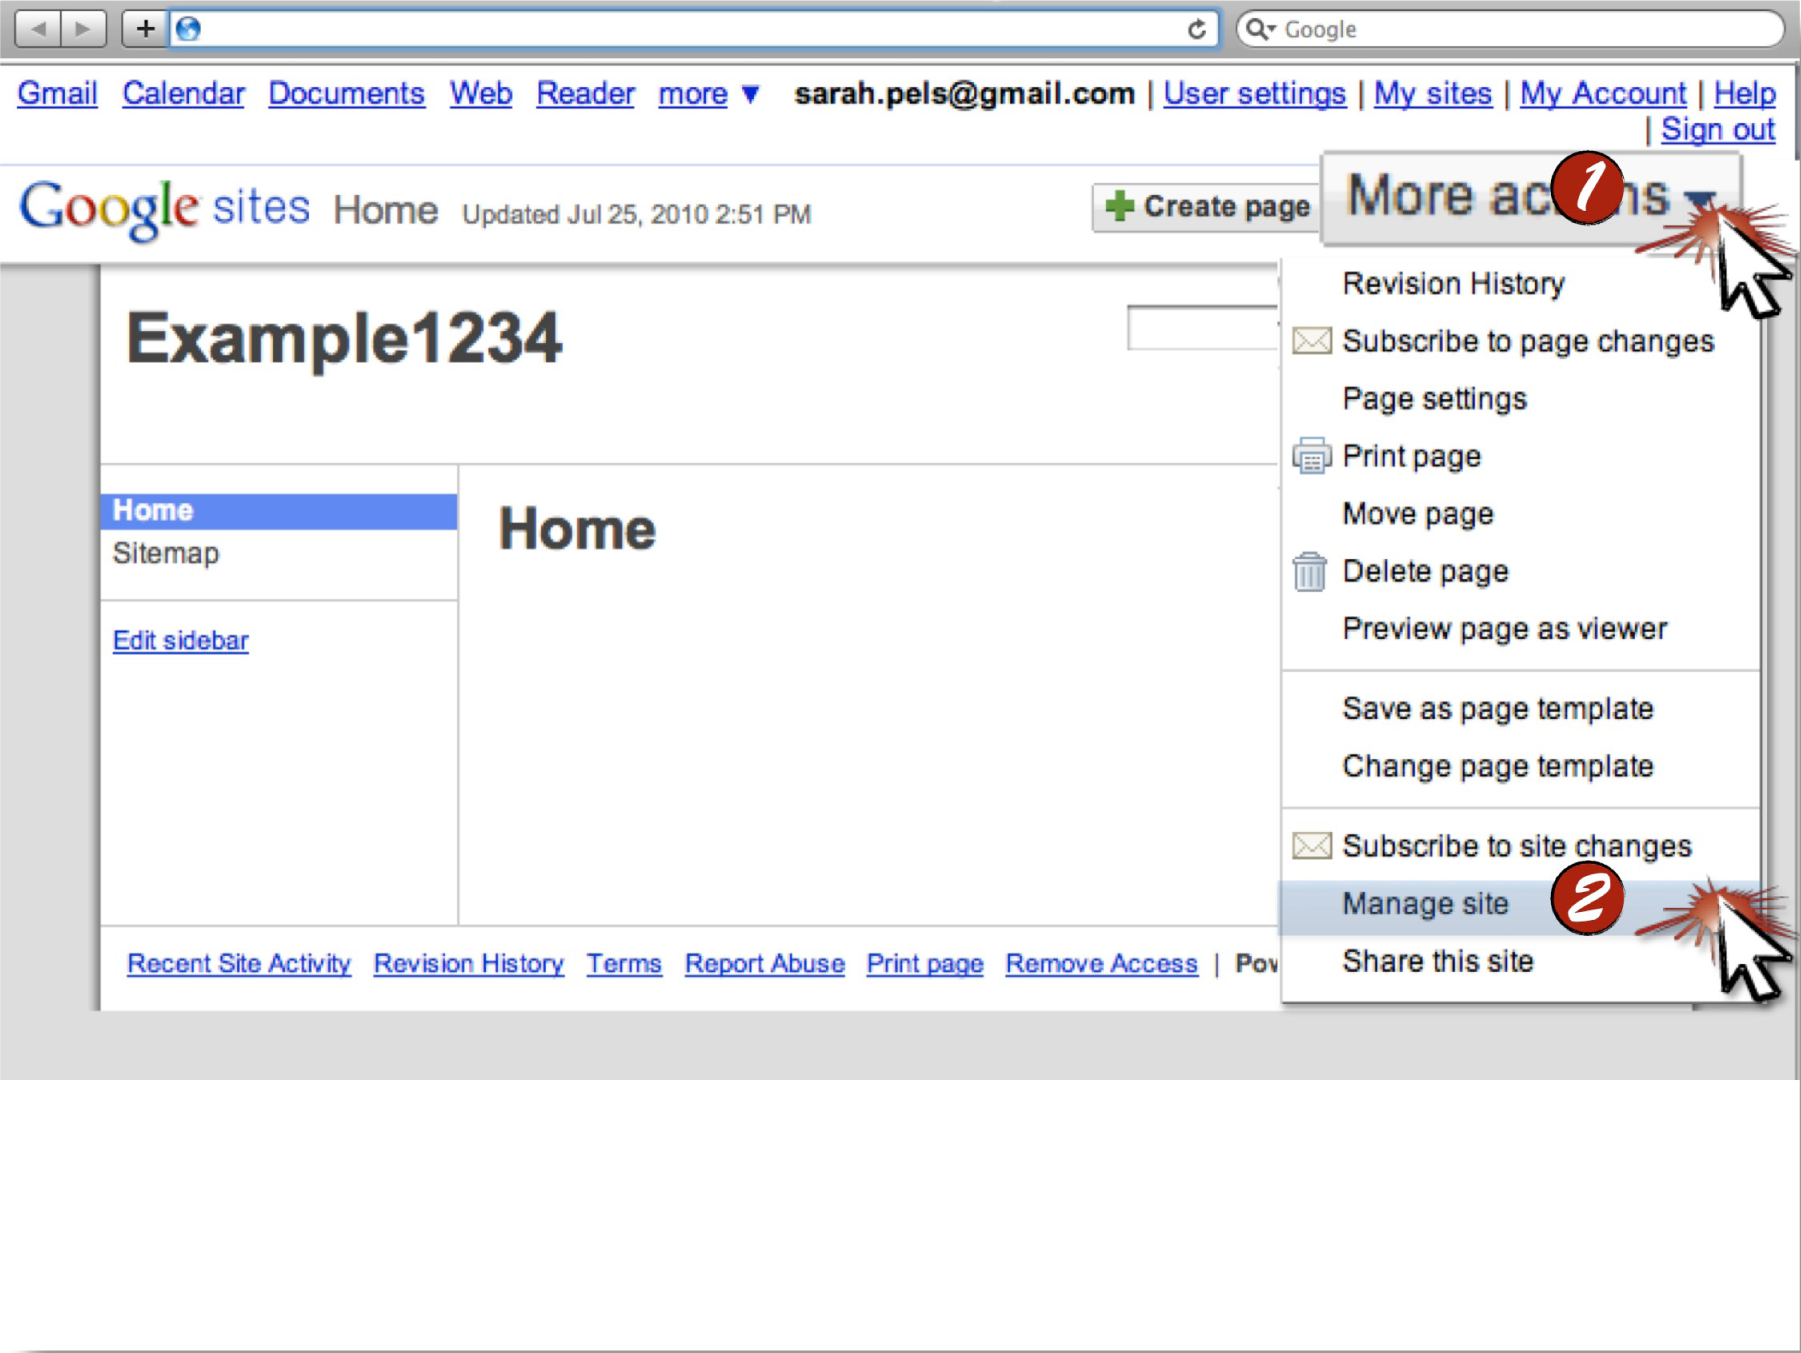 Google
Gmail Calendar Documents Web Reader more ▼ sarah.pels@gmail.com | User settings | My sites | My Account | Help
| Sign out
Google sites Home Updated Jul 25, 2010 2:51 PM Create page More actions
1
Revision History
Example1234
Subscribe to page changes
Page settings
Print page
Home
Home
Move page
Sitemap
Delete page
Edit sidebar
Preview page as viewer
Save as page template
Change page template
Subscribe to site changes
Manage site 2
Recent Site Activity Revision History Terms Report Abuse Print page Remove Access | Pov
Share this site